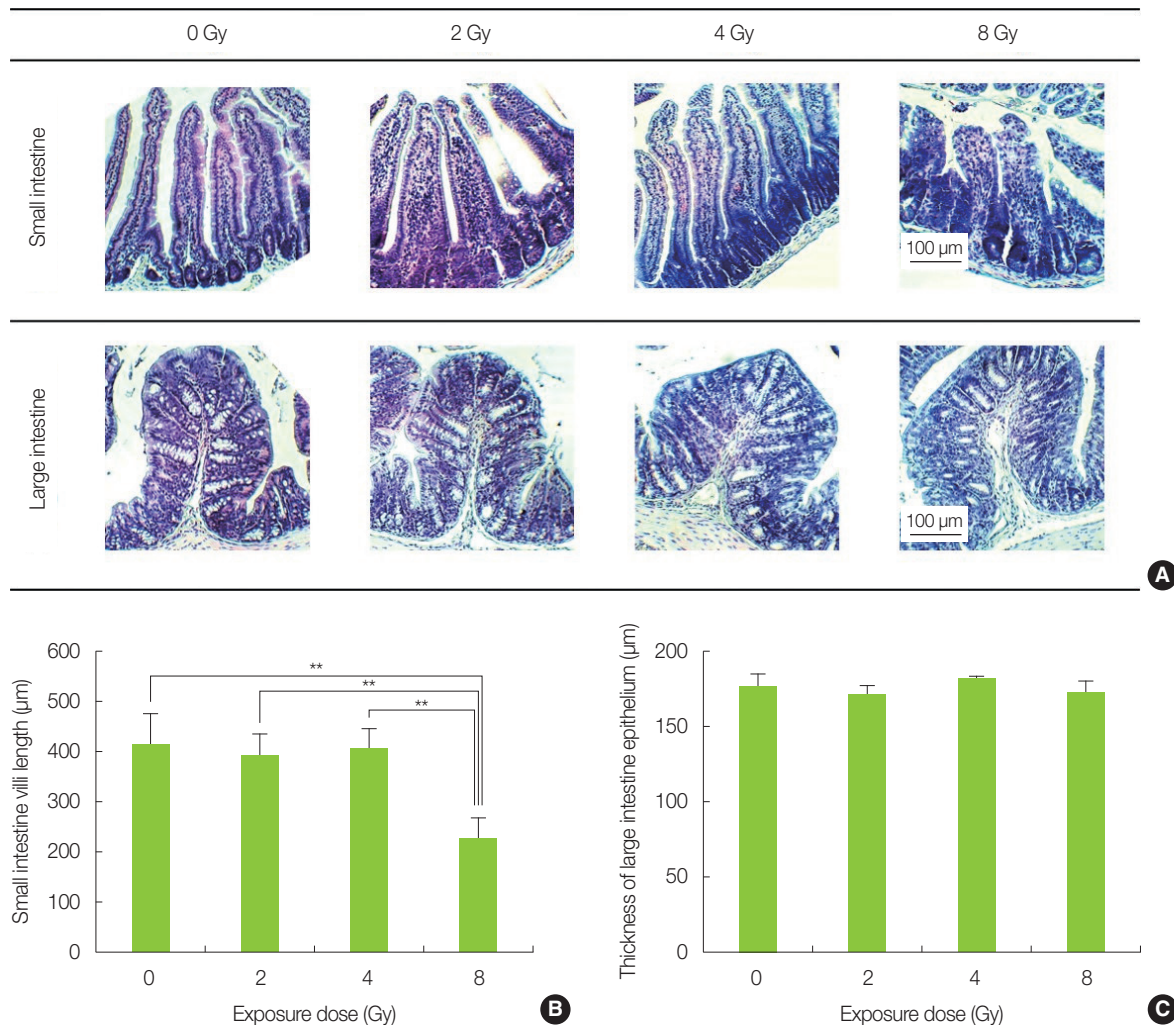 0 Gy 2 Gy 4 Gy 8 Gy
Small intestine
100 µm
Large intestine
100 µm
A
Small intestine villi length (µm)
600
500
400
300
200
100
0
**
**
**
0 2 4 8
Exposure dose (Gy)
B
Thickness of large intestine epithelium (µm)
200
150
100
50
0
0 2 4 8
Exposure dose (Gy)
C